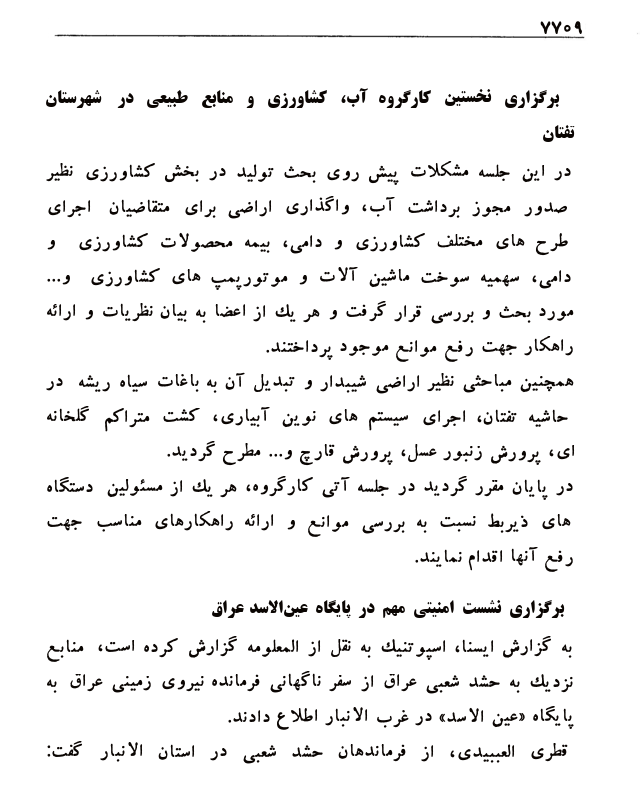 ۷۷۰۹
برگزاری نخستین کارگروه آب، کشاورزی و منابع طبیعی در شهرستان
تفتان
در این جلسه مشکلات پیش روی بحث تولید در بخش کشاورزی نظیر
صدور مجوز برداشت آب، واگذاری اراضی برای متقاضیان اجرای
طرح های مختلف کشاورزی و دامی، بیمه محصولات کشاورزی و
دامی، سهمیه سوخت ماشین آلات و موتورپمپ های کشاورزی و...
مورد بحث و بررسی قرار گرفت و هر یك از اعضا به بیان نظریات و ارائه
راهکار جهت رفع موانع موجود پرداختند.
همچنین مباحثی نظیر اراضی شیبدار و تبدیل آن به باغات سیاه ریشه در
حاشیه تفتان، اجرای سیستم های نوین آبیاری، کشت متراکم گلخانه
ای، پرورش زنبور عسل، پرورش قارچ و... مطرح گردید.
در پایان مقرر گردید در جلسه آتی کارگروه، هر یك از مسئولین دستگاه
های ذیربط نسبت به بررسی موانع و ارائه راهکارهای مناسب جهت
رفع آنها اقدام نمایند.
برگزاری نشست امنیتی مهم در پایگاه عین‌الاسد عراق
به گزارش ایسنا، اسپوتنیك به نقل از المعلومه گزارش کرده است، منابع
نزدیك به حشد شعبی عراق از سفر ناگهانی فرمانده نیروی زمینی عراق به
پایگاه «عین الاسد» در غرب الانبار اطلاع دادند.
قطری العبیدی، از فرماندهان حشد شعبی در استان الانبار گفت: